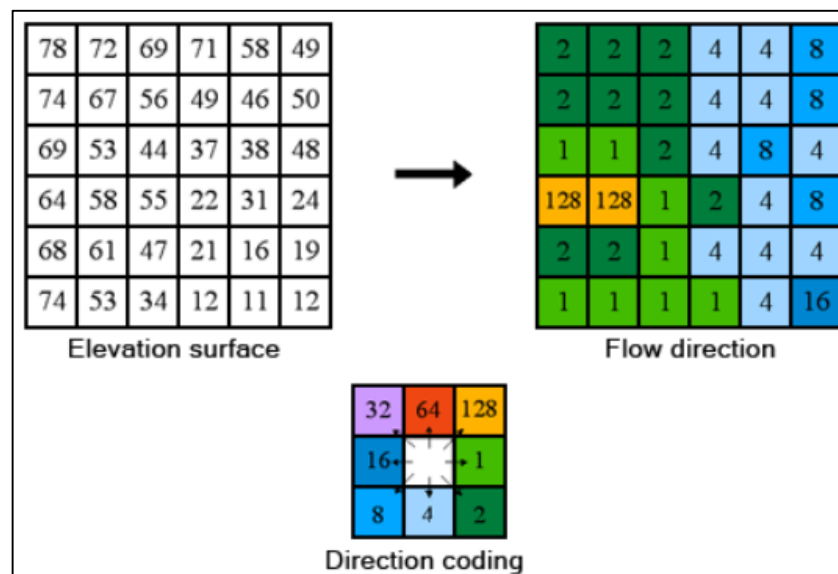 78 72 69 71 58 49 2 2 2 4 4 8
74 67 56 49 46 50 2 2 2 4 4 8
69 53 44 37 38 48 1 1 2 4 8 4
64 58 55 22 31 24 128 128 1 2 4 8
68 61 47 21 16 19 2 2 1 4 4 4
74 53 34 12 11 12 1 1 1 1 4 16
Elevation surface Flow direction
32 64 128
16 1
8 4 2
Direction coding